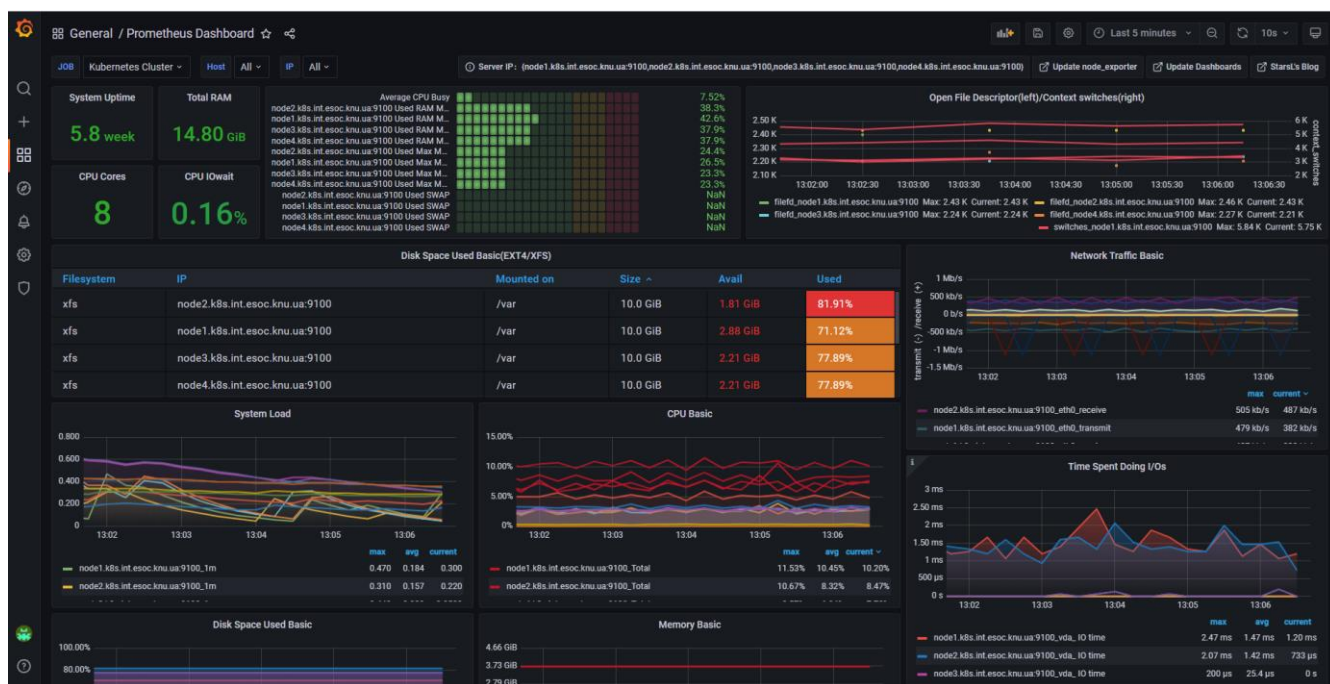 General / Prometheus Dashboard
Last 5 minutes
10s
JOB Kubernetes Cluster Host All IP All
Server IP: (node1.k8s.int.esoc.knu.ua:9100,node2.k8s.int.esoc.knu.ua:9100,node3.k8s.int.esoc.knu.ua:9100,node4.k8s.int.esoc.knu.ua:9100)
Update node_exporter
Update Dashboards
StarsL's Blog
System Uptime
5.8 week
Total RAM
14.80 GiB
CPU Cores
8
CPU IOwait
0.16%
Average CPU Busy 7.52%
node2.k8s.int.esoc.knu.ua:9100 Used RAM M... 38.3%
node1.k8s.int.esoc.knu.ua:9100 Used RAM M... 42.6%
node3.k8s.int.esoc.knu.ua:9100 Used RAM M... 37.9%
node4.k8s.int.esoc.knu.ua:9100 Used RAM M... 37.9%
node2.k8s.int.esoc.knu.ua:9100 Used Max M... 24.4%
node1.k8s.int.esoc.knu.ua:9100 Used Max M... 26.5%
node3.k8s.int.esoc.knu.ua:9100 Used Max M... 23.3%
node4.k8s.int.esoc.knu.ua:9100 Used Max M... 23.3%
node2.k8s.int.esoc.knu.ua:9100 Used SWAP NaN
node1.k8s.int.esoc.knu.ua:9100 Used SWAP NaN
node3.k8s.int.esoc.knu.ua:9100 Used SWAP NaN
node4.k8s.int.esoc.knu.ua:9100 Used SWAP NaN
Open File Descriptor(left)/Context switches(right)
2.50 K 6 K
2.40 K 5 K
2.30 K 4 K
2.20 K 3 K
2.10 K 2 K
context_switches
13:02:00 13:02:30 13:03:00 13:03:30 13:04:00 13:04:30 13:05:00 13:05:30 13:06:00 13:06:30
filefd_node1.k8s.int.esoc.knu.ua:9100 Max: 2.43 K Current: 2.43 K filefd_node2.k8s.int.esoc.knu.ua:9100 Max: 2.46 K Current: 2.43 K
filefd_node3.k8s.int.esoc.knu.ua:9100 Max: 2.24 K Current: 2.24 K filefd_node4.k8s.int.esoc.knu.ua:9100 Max: 2.27 K Current: 2.21 K
switches_node1.k8s.int.esoc.knu.ua:9100 Max: 5.84 K Current: 5.75 K
Disk Space Used Basic(EXT4/XFS)
Filesystem IP Mounted on Size Avail Used
xfs node2.k8s.int.esoc.knu.ua:9100 /var 10.0 GiB 1.81 GiB 81.91%
xfs node1.k8s.int.esoc.knu.ua:9100 /var 10.0 GiB 2.88 GiB 71.12%
xfs node3.k8s.int.esoc.knu.ua:9100 /var 10.0 GiB 2.21 GiB 77.89%
xfs node4.k8s.int.esoc.knu.ua:9100 /var 10.0 GiB 2.21 GiB 77.89%
Network Traffic Basic
transmit (-) /receive (+)
1 Mb/s
500 kb/s
0 b/s
-500 kb/s
-1 Mb/s
-1.5 Mb/s
13:02 13:03 13:04 13:05 13:06
max current
node2.k8s.int.esoc.knu.ua:9100_eth0_receive 505 kb/s 487 kb/s
node1.k8s.int.esoc.knu.ua:9100_eth0_transmit 479 kb/s 382 kb/s
System Load
0.800
0.600
0.400
0.200
0
13:02 13:03 13:04 13:05 13:06
max avg current
node1.k8s.int.esoc.knu.ua:9100_1m 0.470 0.184 0.300
node2.k8s.int.esoc.knu.ua:9100_1m 0.310 0.157 0.220
CPU Basic
15.00%
10.00%
5.00%
0%
13:02 13:03 13:04 13:05 13:06
max avg current
node1.k8s.int.esoc.knu.ua:9100_Total 11.53% 10.45% 10.20%
node2.k8s.int.esoc.knu.ua:9100_Total 10.67% 8.32% 8.47%
Time Spent Doing I/Os
3 ms
2.50 ms
2 ms
1.50 ms
1 ms
500 µs
0 s
13:02 13:03 13:04 13:05 13:06
max avg current
node1.k8s.int.esoc.knu.ua:9100_vda_ IO time 2.47 ms 1.47 ms 1.20 ms
node2.k8s.int.esoc.knu.ua:9100_vda_ IO time 2.07 ms 1.42 ms 733 µs
node3.k8s.int.esoc.knu.ua:9100_vda_ IO time 200 µs 25.4 µs 0 s
Disk Space Used Basic
100.00%
80.00%
Memory Basic
4.66 GiB
3.73 GiB
2.79 GiB